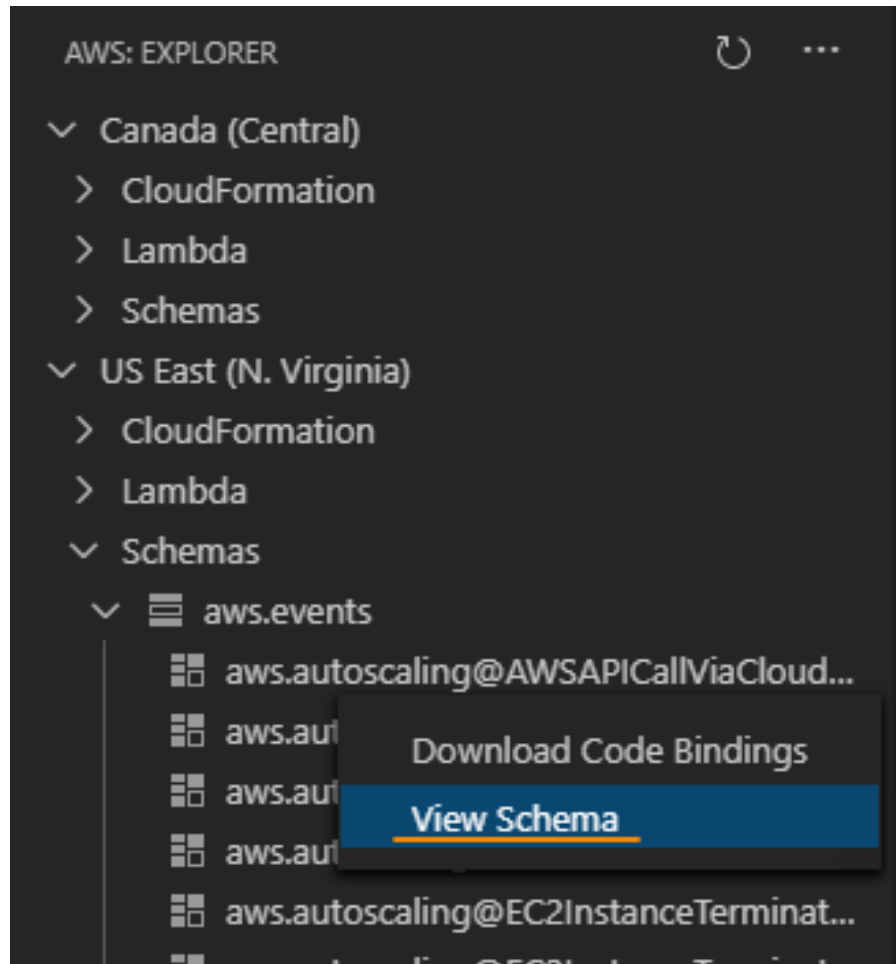 AWS: EXPLORER
Canada (Central)
CloudFormation
Lambda
Schemas
US East (N. Virginia)
CloudFormation
Lambda
Schemas
aws.events
aws.autoscaling@AWSAPICallViaCloud...
aws.aut
Download Code Bindings
aws.aut
View Schema
aws.aut
aws.autoscaling@EC2InstanceTerminat...